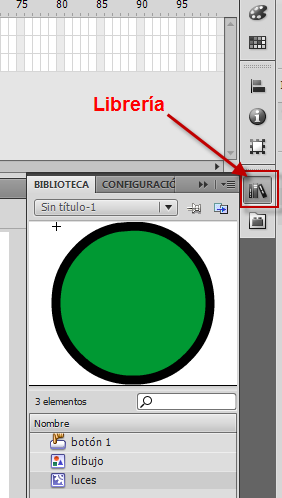 75 80 85 90 95
Librería
BIBLIOTECA CONFIGURACIÓ
Sin título-1
3 elementos
Nombre
botón 1
dibujo
luces